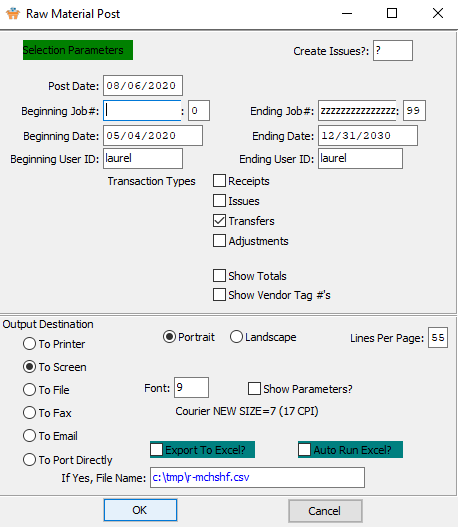 Raw Material Post
Selection Parameters Create Issues?: ?
Post Date: 08/06/2020
Beginning Job#: : 0 Ending Job#: zzzzzzzzzzzzzzz: 99
Beginning Date: 05/04/2020 Ending Date: 12/31/2030
Beginning User ID: laurel Ending User ID: laurel
Transaction Types Receipts
Issues
Transfers
Adjustments
Show Totals
Show Vendor Tag #'s
Output Destination
To Printer Portrait Landscape Lines Per Page: 55
To Screen
To File Font: 9 Show Parameters?
To Fax Courier NEW SIZE=7 (17 CPI)
To Email
To Port Directly Export To Excel? Auto Run Excel?
If Yes, File Name: c:\tmp\r-mchshf.csv
OK Cancel